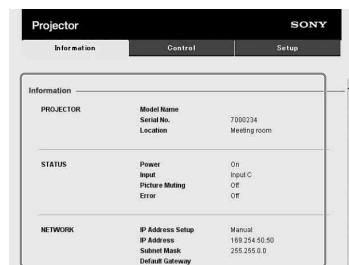 Projector SONY
Information Control Setup
Information
PROJECTOR Model Name
Serial No. 7000234
Location Meeting room
STATUS Power On
Input Input C
Picture Muting Off
Error Off
NETWORK IP Address Setup Manual
IP Address 169.254.50.50
Subnet Mask 255.255.0.0
Default Gateway